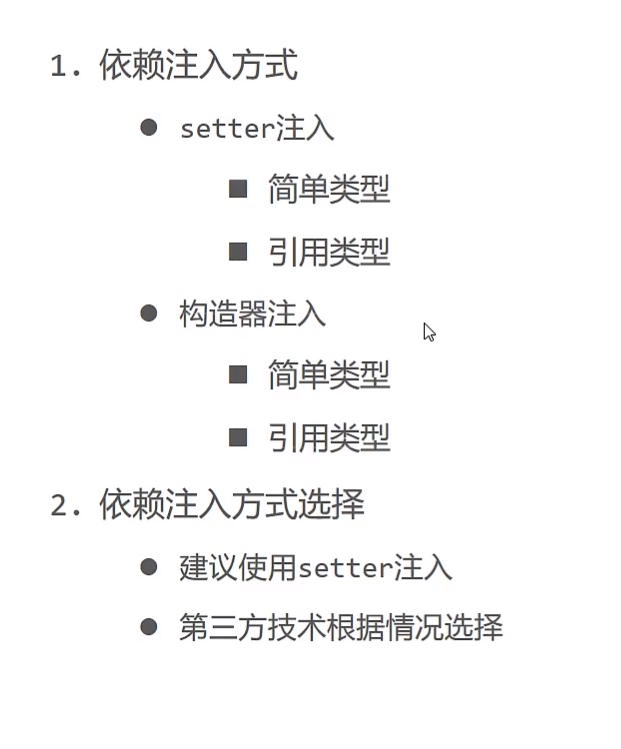 1. 依赖注入方式
● setter注入
■ 简单类型
■ 引用类型
● 构造器注入
■ 简单类型
■ 引用类型
2. 依赖注入方式选择
● 建议使用setter注入
● 第三方技术根据情况选择